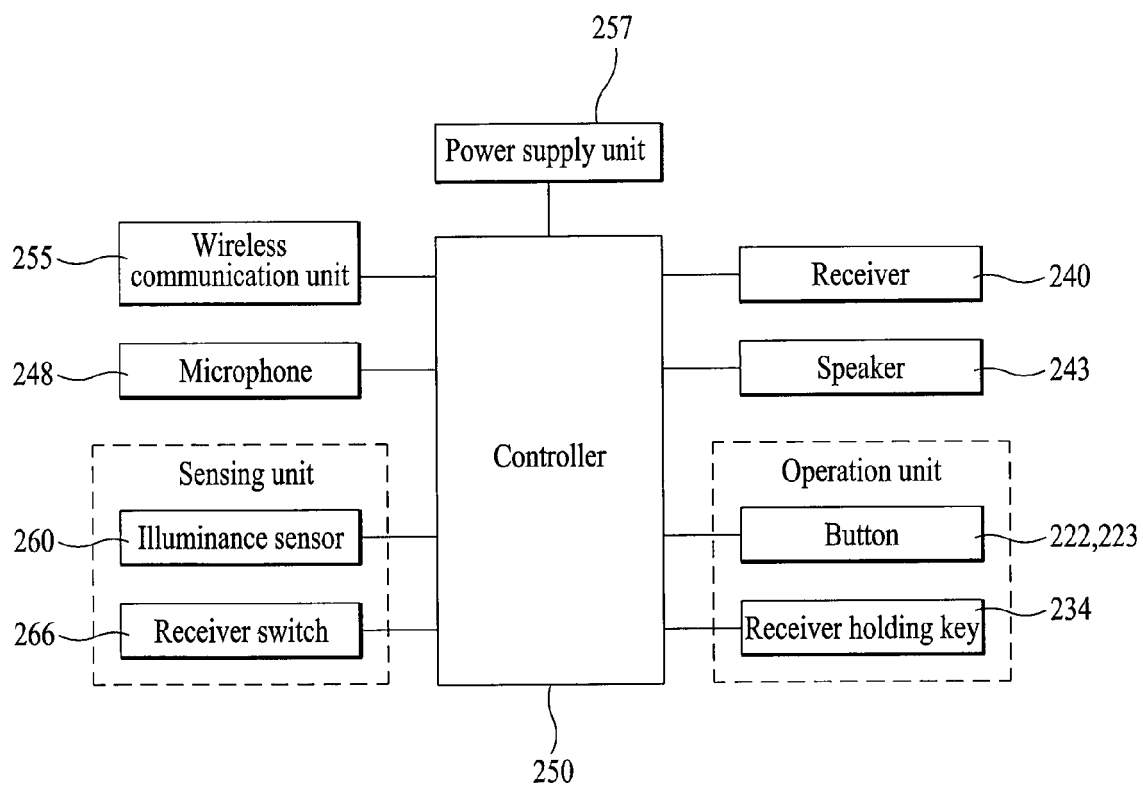 257
Power supply unit
255
Wireless
communication unit
Receiver
240
248
Microphone
Speaker
243
Controller
Sensing unit
Operation unit
260
Illuminance sensor
Button
222,223
266
Receiver switch
Receiver holding key
234
250